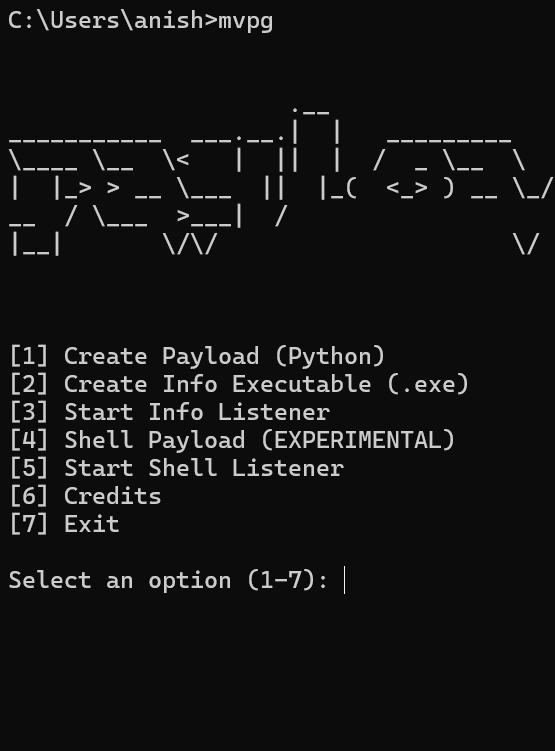 C:\Users\anish>mvpg
[1] Create Payload (Python)
[2] Create Info Executable (.exe)
[3] Start Info Listener
[4] Shell Payload (EXPERIMENTAL)
[5] Start Shell Listener
[6] Credits
[7] Exit
Select an option (1-7):